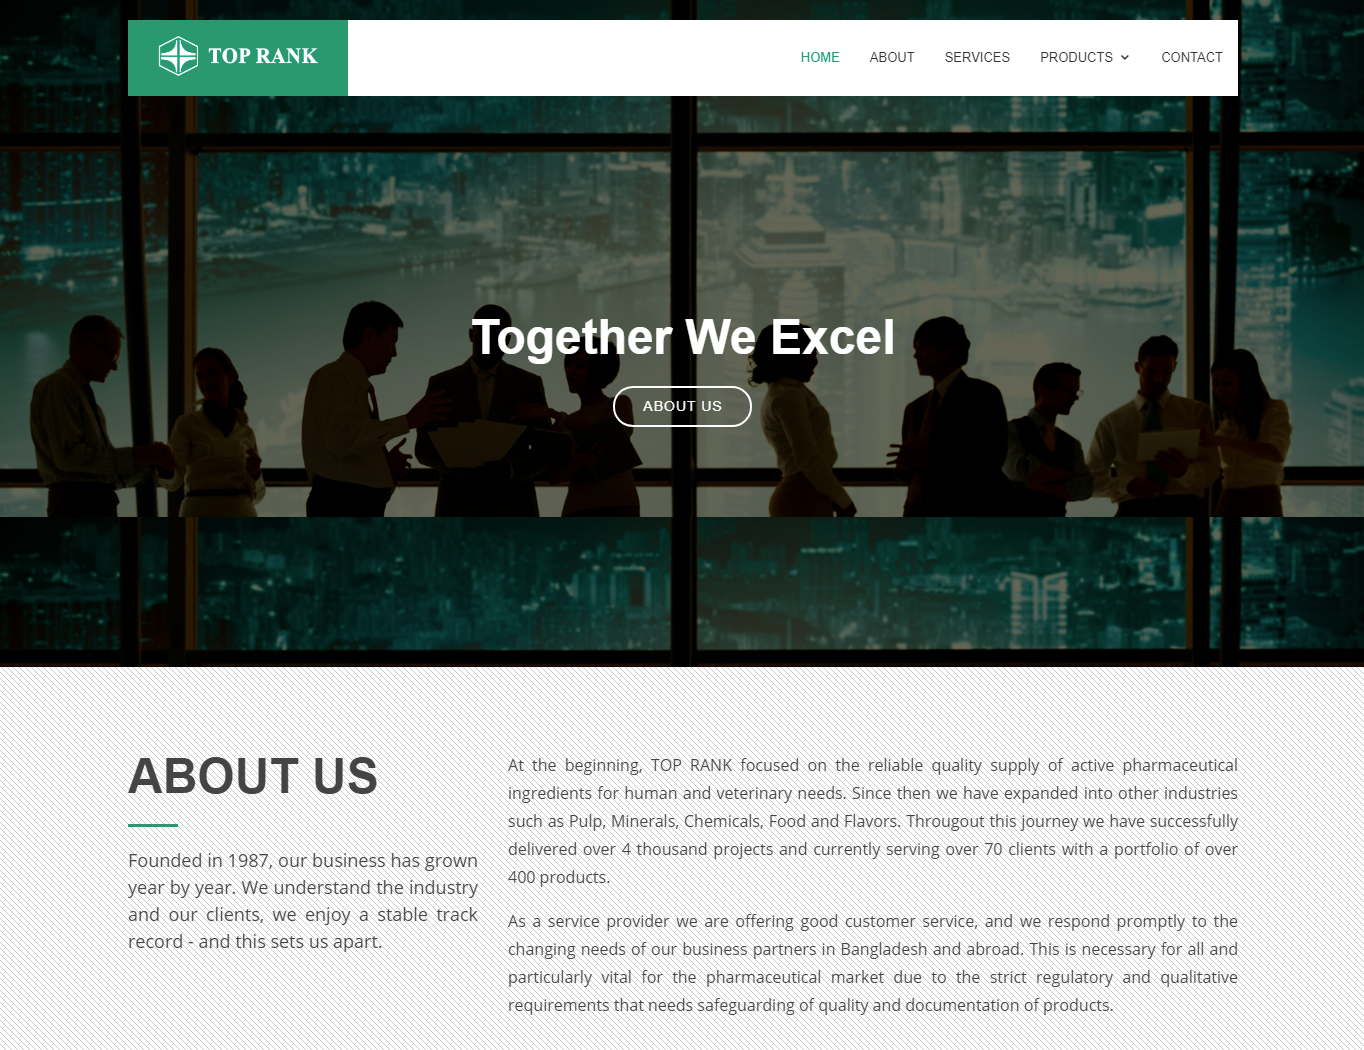 TOP RANK
HOME ABOUT SERVICES PRODUCTS CONTACT
Together We Excel
ABOUT US
ABOUT US
Founded in 1987, our business has grown
year by year. We understand the industry
and our clients, we enjoy a stable track
record - and this sets us apart.
At the beginning, TOP RANK focused on the reliable quality supply of active pharmaceutical
ingredients for human and veterinary needs. Since then we have expanded into other industries
such as Pulp, Minerals, Chemicals, Food and Flavors. Througout this journey we have successfully
delivered over 4 thousand projects and currently serving over 70 clients with a portfolio of over
400 products.
As a service provider we are offering good customer service, and we respond promptly to the
changing needs of our business partners in Bangladesh and abroad. This is necessary for all and
particularly vital for the pharmaceutical market due to the strict regulatory and qualitative
requirements that needs safeguarding of quality and documentation of products.